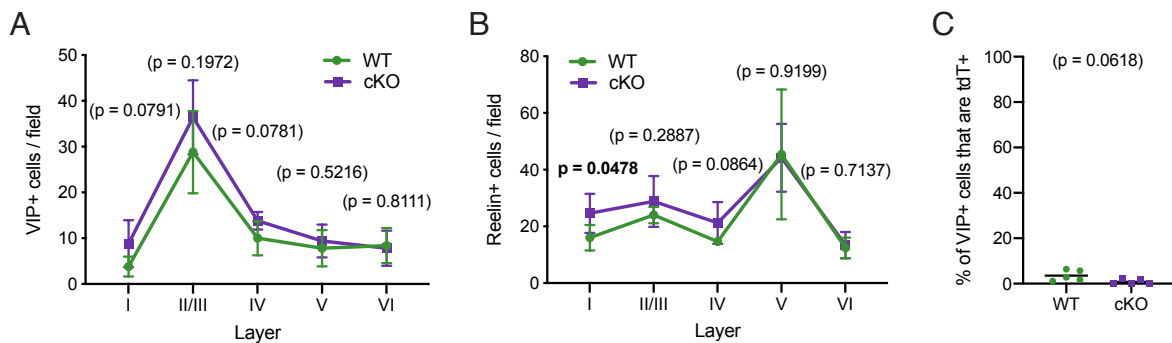 A
VIP+ cells / field
50
40
30
20
10
0
(p = 0.1972)
(p = 0.0791)
(p = 0.0781)
(p = 0.5216)
(p = 0.8111)
WT
cKO
I II/III IV V VI
Layer
B
Reelin+ cells / field
80
60
40
20
0
WT
cKO
(p = 0.9199)
(p = 0.2887)
p = 0.0478
(p = 0.0864)
(p = 0.7137)
I II/III IV V VI
Layer
C
% of VIP+ cells that are tdT+
100
80
60
40
20
0
(p = 0.0618)
WT cKO